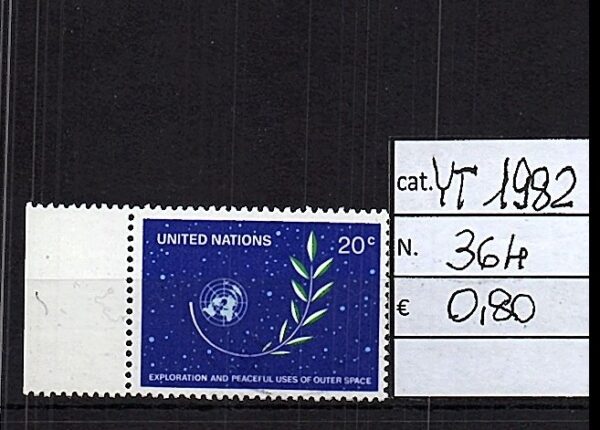 UNITED NATIONS 20c
EXPLORATION AND PEACEFUL USES OF OUTER SPACE
cat. YT 1982
N. 364
€ 0,80